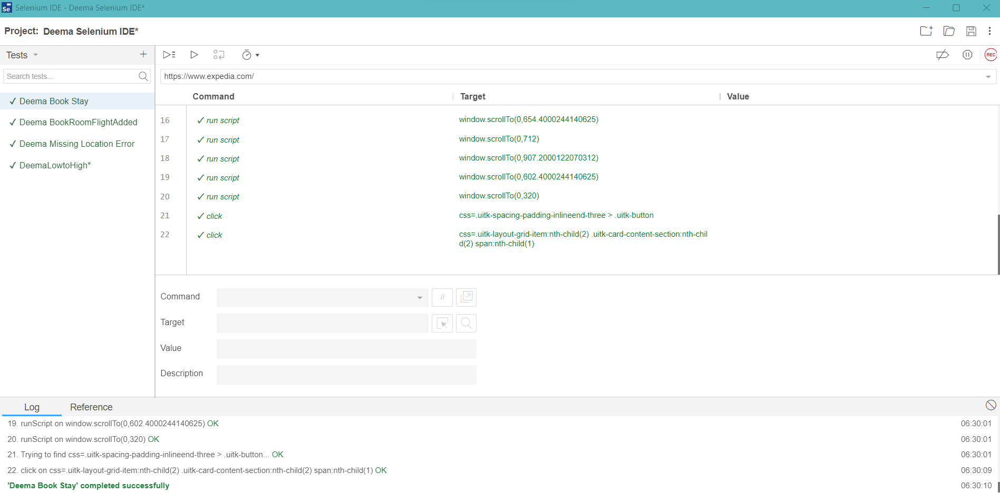 Se
Selenium IDE - Deema Selenium IDE*
Project: Deema Selenium IDE*
Tests
REC
Search tests...
https://www.expedia.com/
Command Target Value
Deema Book Stay
Deema BookRoomFlightAdded
Deema Missing Location Error
DeemaLowtoHigh*
16 ✓ run script window.scrollTo(0,654.4000244140625)
17 ✓ run script window.scrollTo(0,712)
18 ✓ run script window.scrollTo(0,907.2000122070312)
19 ✓ run script window.scrollTo(0,602.4000244140625)
20 ✓ run script window.scrollTo(0,320)
21 ✓ click css=.uitk-spacing-padding-inlineend-three > .uitk-button
22 ✓ click css=.uitk-layout-grid-item:nth-child(2) .uitk-card-content-section:nth-chil
d(2) span:nth-child(1)
Command //
Target
Value
Description
Log Reference
19. runScript on window.scrollTo(0,602.4000244140625) OK 06:30:01
20. runScript on window.scrollTo(0,320) OK 06:30:01
21. Trying to find css=.uitk-spacing-padding-inlineend-three > .uitk-button... OK 06:30:01
22. click on css=.uitk-layout-grid-item:nth-child(2) .uitk-card-content-section:nth-child(2) span:nth-child(1) OK 06:30:09
'Deema Book Stay' completed successfully 06:30:10